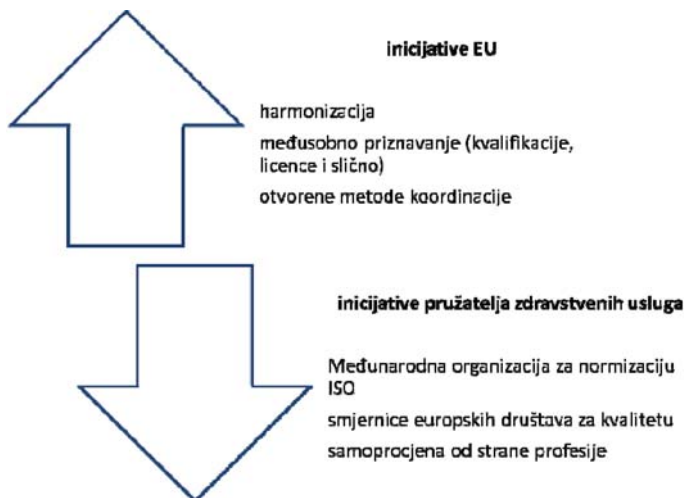 inicijative EU
harmonizacija
međusobno priznavanje (kvalifikacije,
licence i slično)
otvorene metode koordinacije
inicijative pružatelja zdravstvenih usluga
Međunarodna organizacija za normizaciju
ISO
smjernice europskih društava za kvalitetu
samoprocjena od strane profesije